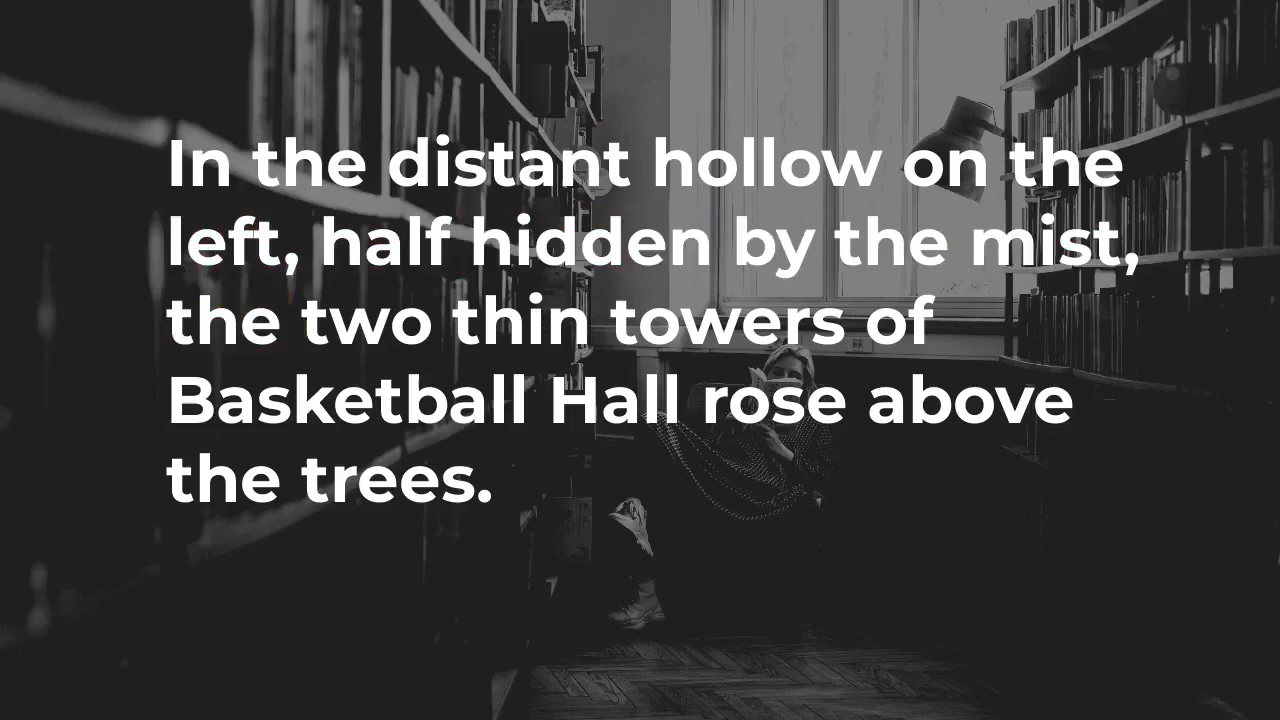 In the distant hollow on the
left, half hidden by the mist,
the two thin towers of
Basketball Hall rose above
the trees.